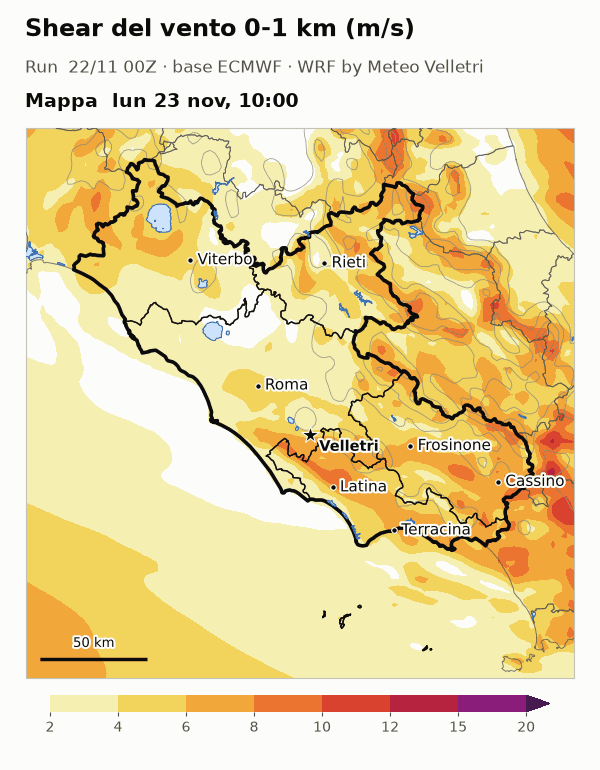 Shear del vento 0-1 km (m/s)
Run  22/11 00Z · base ECMWF · WRF by Meteo Velletri
Mappa  lun 23 nov, 10:00
Viterbo
Rieti
Roma
Velletri
Frosinone
Latina
Cassino
Terracina
50 km
2 4 6 8 10 12 15 20